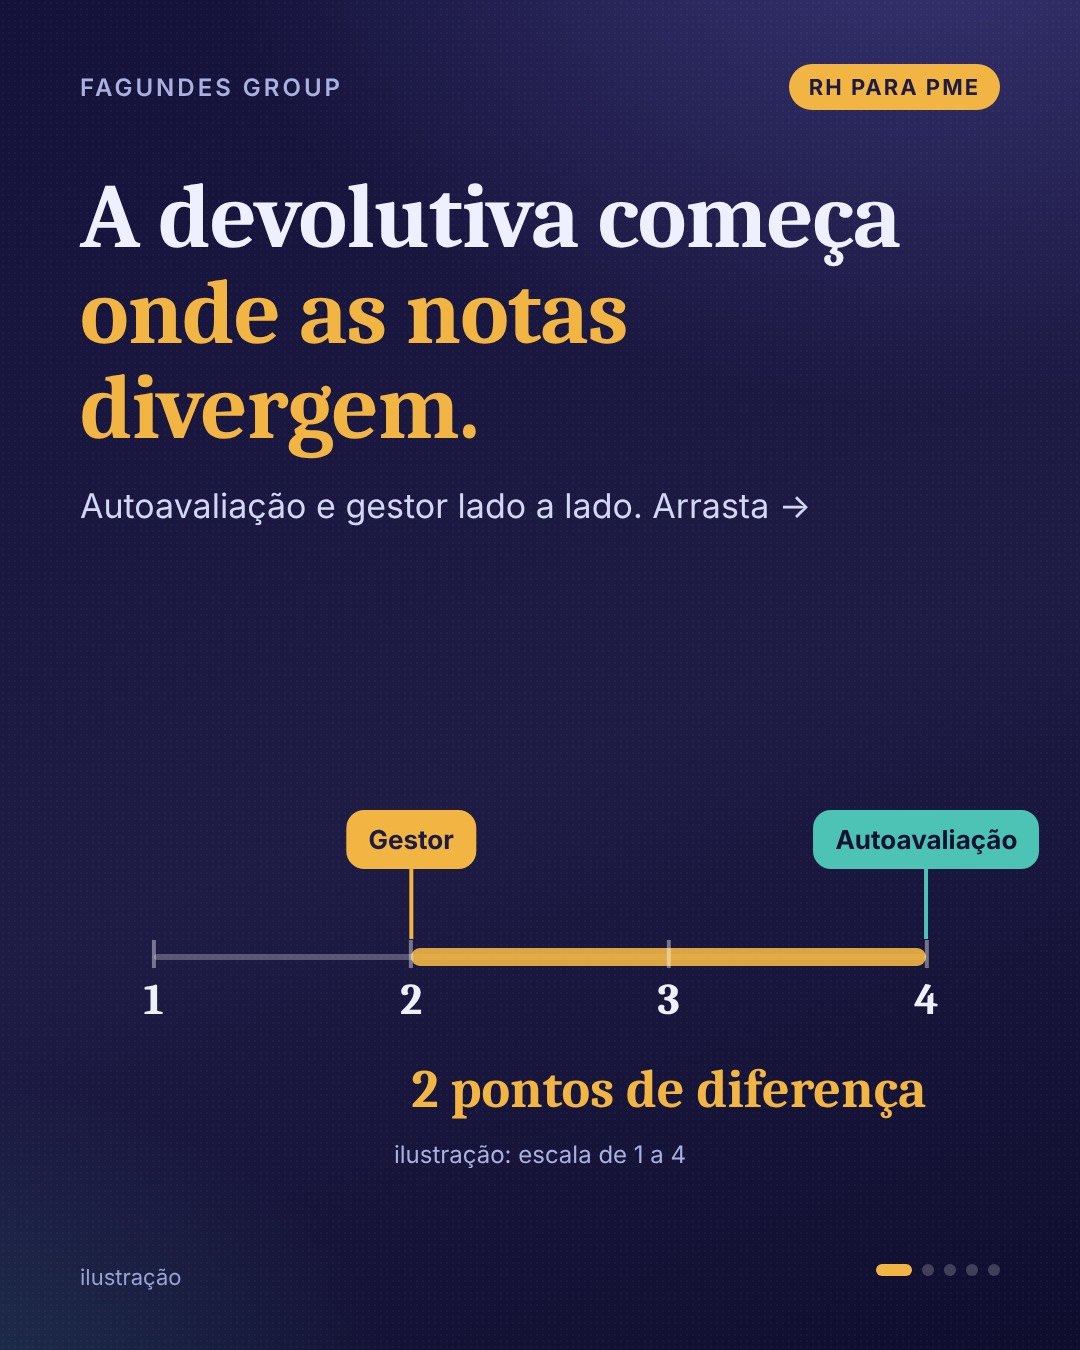 FAGUNDES GROUP
RH PARA PME
A devolutiva começa
onde as notas
divergem.
Autoavaliação e gestor lado a lado. Arrasta →
Gestor
Autoavaliação
1 2 3 4
2 pontos de diferença
ilustração: escala de 1 a 4
ilustração